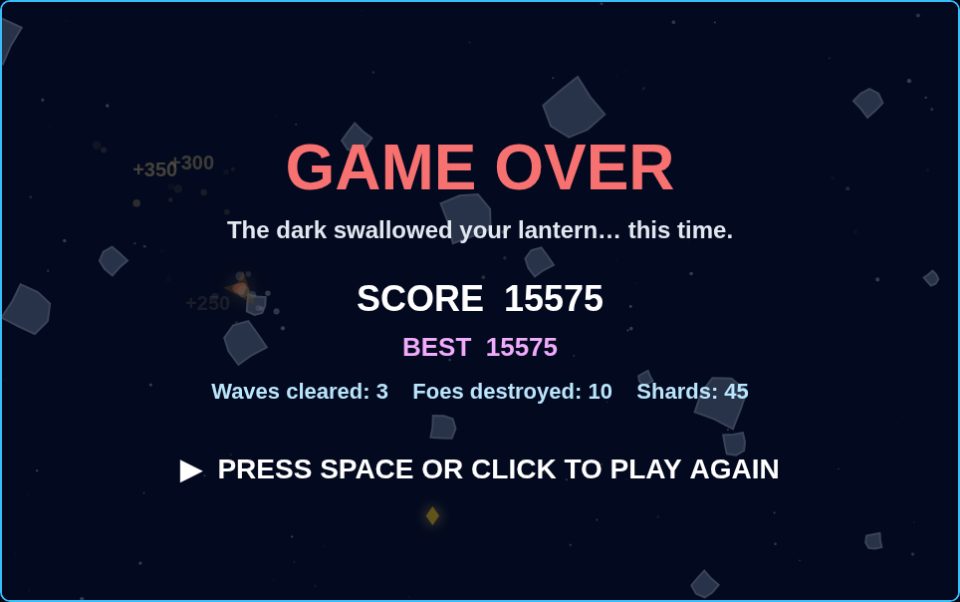 +350 +300
GAME OVER
The dark swallowed your lantern… this time.
+250
SCORE 15575
BEST 15575
Waves cleared: 3 Foes destroyed: 10 Shards: 45
▶ PRESS SPACE OR CLICK TO PLAY AGAIN